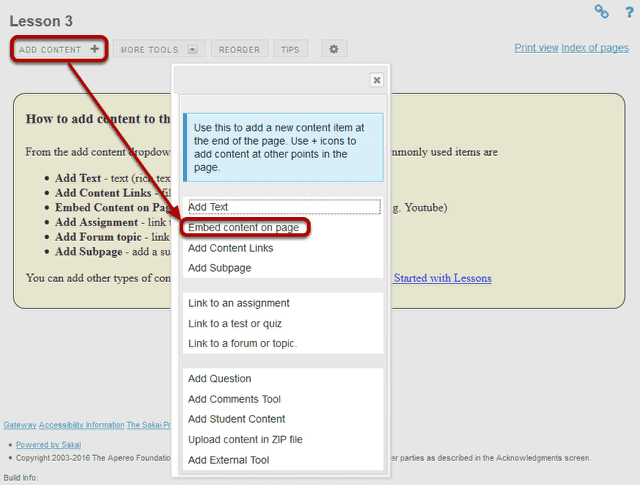 Lesson 3
?
ADD CONTENT +
MORE TOOLS
REORDER
TIPS
Print view Index of pages
How to add content to th
From the add content dropdow
mmonly used items are
Add Text - text (rich tex
Add Content Links - fil
Embed Content on Pag
g. Youtube)
Add Assignment - link t
Add Forum topic - link
Add Subpage - add a su
You can add other types of con
Started with Lessons
Use this to add a new content item at
the end of the page. Use + icons to
add content at other points in the
page.
Add Text
Embed content on page
Add Content Links
Add Subpage
Link to an assignment
Link to a test or quiz
Link to a forum or topic.
Add Question
Add Comments Tool
Add Student Content
Upload content in ZIP file
Add External Tool
Gateway Accessibility Information The Sakai Pr
Powered by Sakai
Copyright 2003-2016 The Apereo Foundation
er parties as described in the Acknowledgments screen.
Build Info: